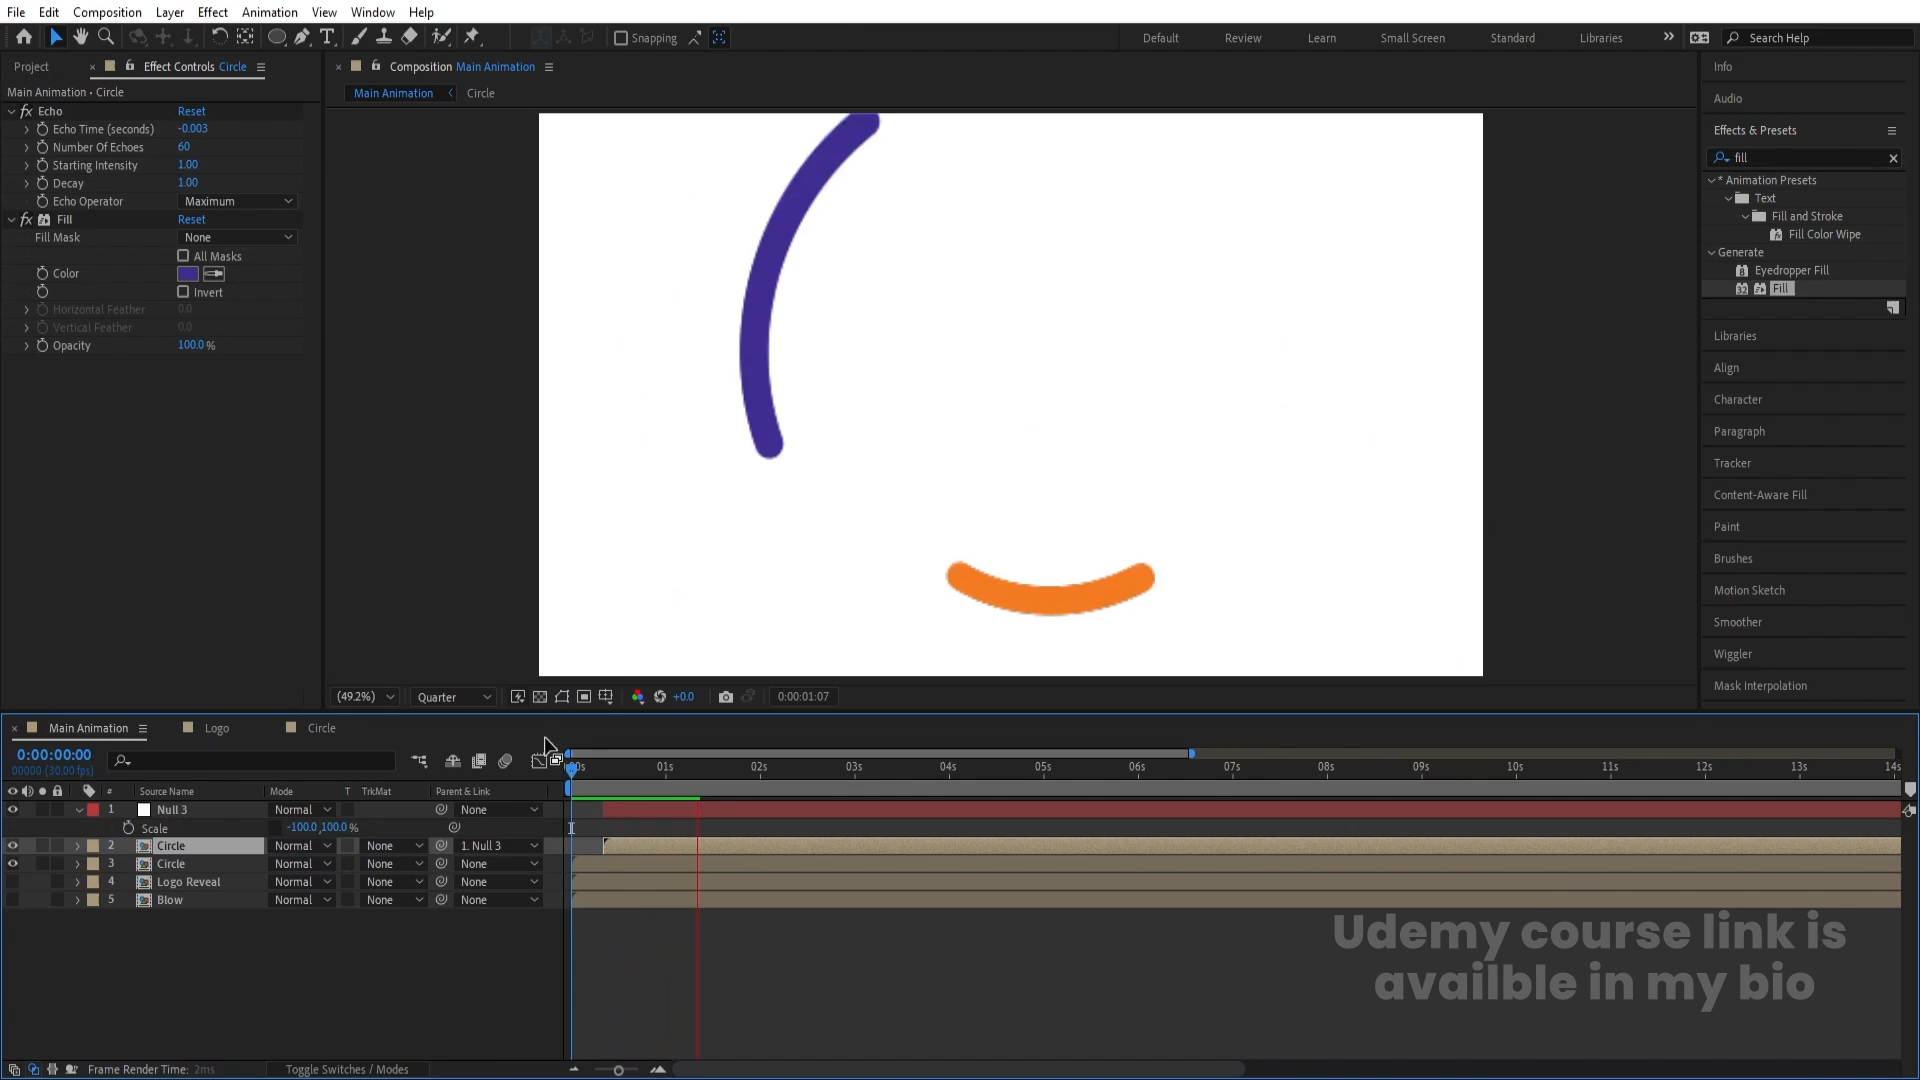 File Edit Composition Layer Effect Animation View Window Help
Snapping
Default Review Learn Small Screen Standard Libraries
Search Help
Project
Effect Controls Circle
Main Animation • Circle
fx Echo Reset
Echo Time (seconds) -0.003
Number Of Echoes 60
Starting Intensity 1.00
Decay 1.00
Echo Operator Maximum
fx Fill Reset
Fill Mask None
All Masks
Color
Invert
Horizontal Feather 0.0
Vertical Feather 0.0
Opacity 100.0 %
Composition Main Animation
Main Animation Circle
(49.2%) Quarter +0.0 0:00:01:07
Info
Audio
Effects & Presets
fill
* Animation Presets
Text
Fill and Stroke
Fill Color Wipe
Generate
Eyedropper Fill
Fill
Libraries
Align
Character
Paragraph
Tracker
Content-Aware Fill
Paint
Brushes
Motion Sketch
Smoother
Wiggler
Mask Interpolation
Main Animation Logo Circle
0:00:00:00
00000 (30.00 fps)
01s 02s 03s 04s 05s 06s 07s 08s 09s 10s 11s 12s 13s 14s
# Source Name Mode T TrkMat Parent & Link
1 Null 3 Normal None
Scale -100.0,100.0 %
2 Circle Normal None 1. Null 3
3 Circle Normal None None
4 Logo Reveal Normal None None
5 Blow Normal None None
Udemy course link is
availble in my bio
Frame Render Time: 2ms Toggle Switches / Modes